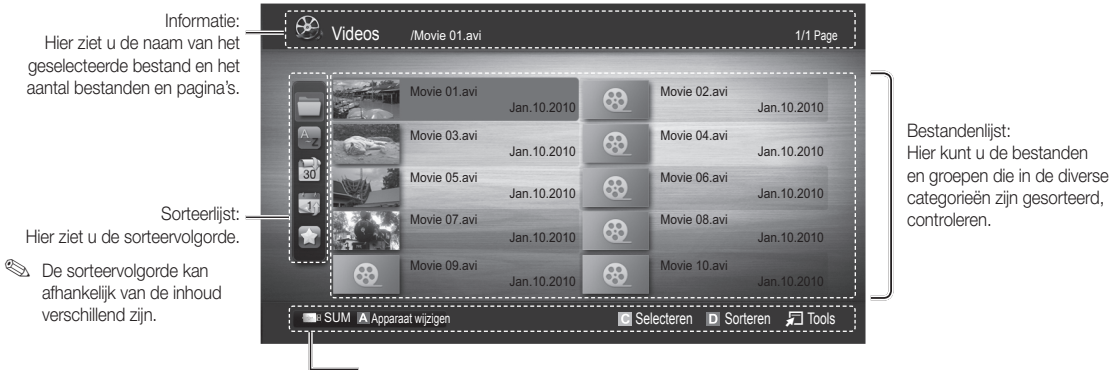 Informatie:
Hier ziet u de naam van het
geselecteerde bestand en het
aantal bestanden en pagina's.
Videos /Movie 01.avi 1/1 Page
Movie 01.avi
Jan.10.2010
Movie 02.avi
Jan.10.2010
Movie 03.avi
Jan.10.2010
Movie 04.avi
Jan.10.2010
Movie 05.avi
Jan.10.2010
Movie 06.avi
Jan.10.2010
Movie 07.avi
Jan.10.2010
Movie 08.avi
Jan.10.2010
Movie 09.avi
Jan.10.2010
Movie 10.avi
Jan.10.2010
A-Z
30
1
Sorteerlijst:
Hier ziet u de sorteervolgorde.
De sorteervolgorde kan
afhankelijk van de inhoud
verschillend zijn.
Bestandenlijst:
Hier kunt u de bestanden
en groepen die in de diverse
categorieën zijn gesorteerd,
controleren.
SUM A Apparaat wijzigen C Selecteren D Sorteren Tools